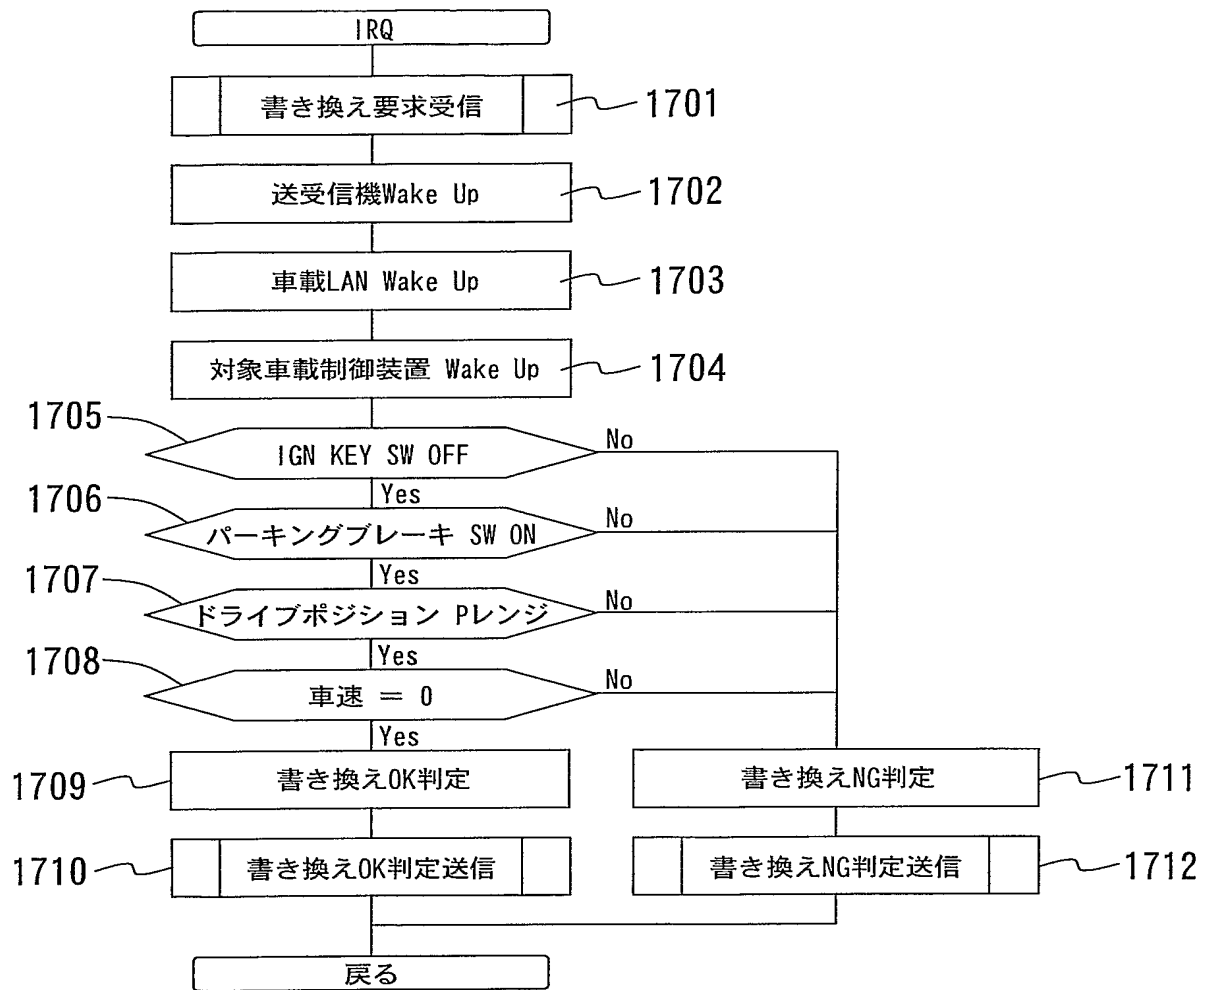 IRQ
書き換え要求受信
1701
送受信機Wake Up
1702
車載LAN Wake Up
1703
対象車載制御装置 Wake Up
1704
1705
IGN KEY SW OFF
No
Yes
1706
パーキングブレーキ SW ON
No
Yes
1707
ドライブポジション Pレンジ
No
Yes
1708
車速 = 0
No
Yes
1709
書き換えOK判定
書き換えNG判定
1711
1710
書き換えOK判定送信
書き換えNG判定送信
1712
戻る